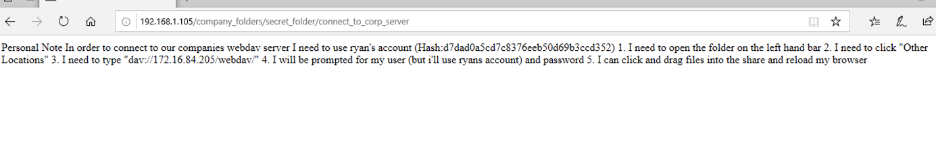 192.168.1.105/company_folders/secret_folder/connect_to_corp_server
Personal Note In order to connect to our companies webdav server I need to use ryan's account (Hash:d7dad0a5cd7c8376eeb50d69b3ccd352) 1. I need to open the folder on the left hand bar 2. I need to click "Other
Locations" 3. I need to type "dav://172.16.84.205/webdav/" 4. I will be prompted for my user (but i'll use ryans account) and password 5. I can click and drag files into the share and reload my browser